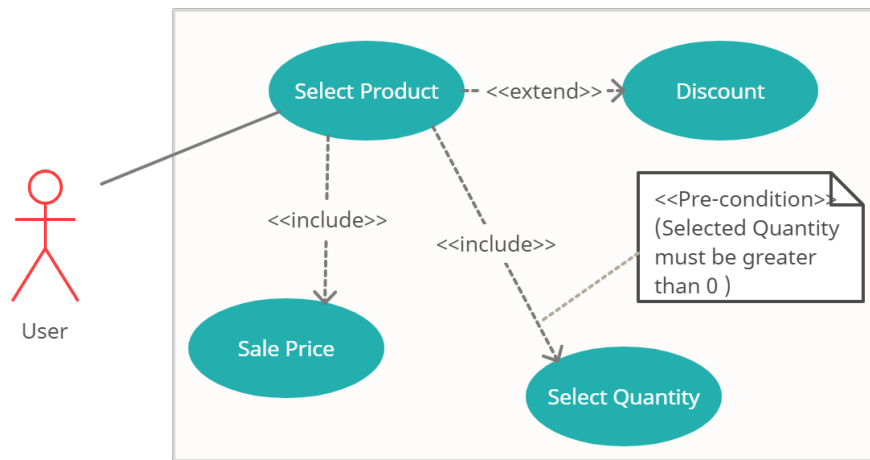 Select Product
<<extend>>
Discount
<<Pre-condition>>
(Selected Quantity
must be greater
than 0 )
<<include>>
<<include>>
User
Sale Price
Select Quantity